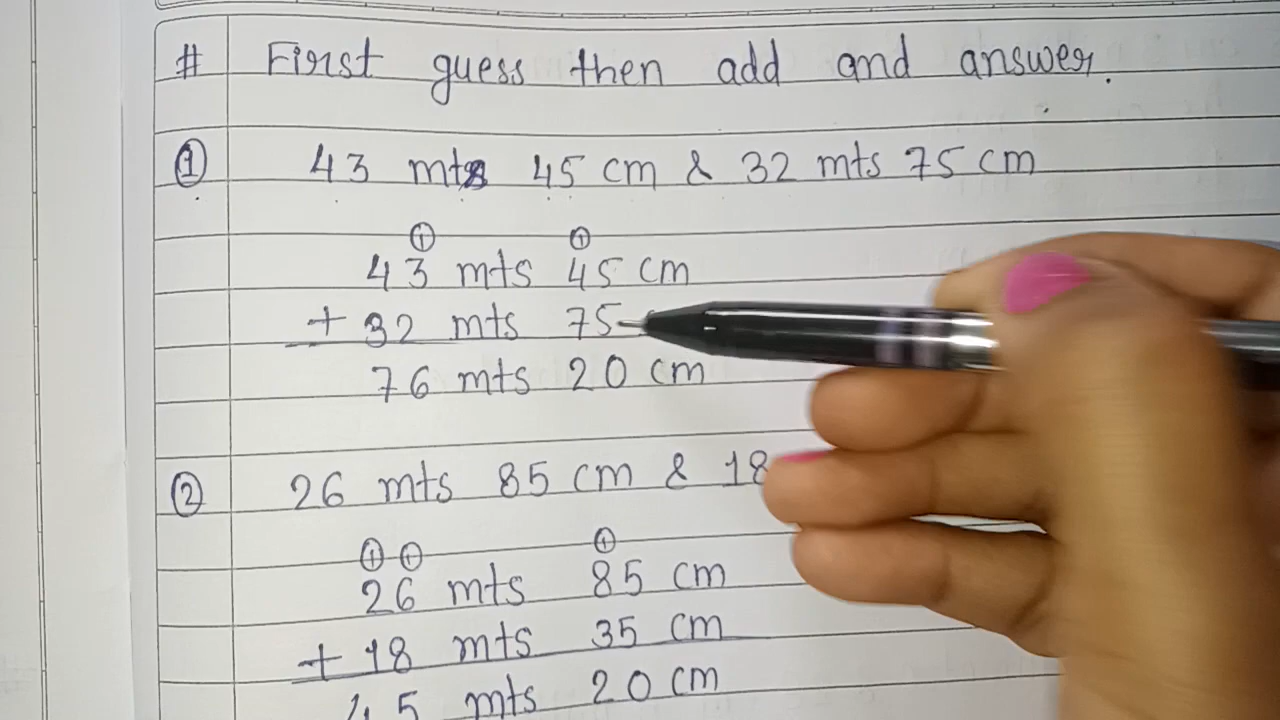 # First guess then add and answer.
① 43 mts 45 cm & 32 mts 75 cm
① ①
43 mts 45 cm
+ 32 mts 75
76 mts 20 cm
② 26 mts 85 cm & 18
① ① ①
26 mts 85 cm
+ 18 mts 35 cm
45 mts 20 cm